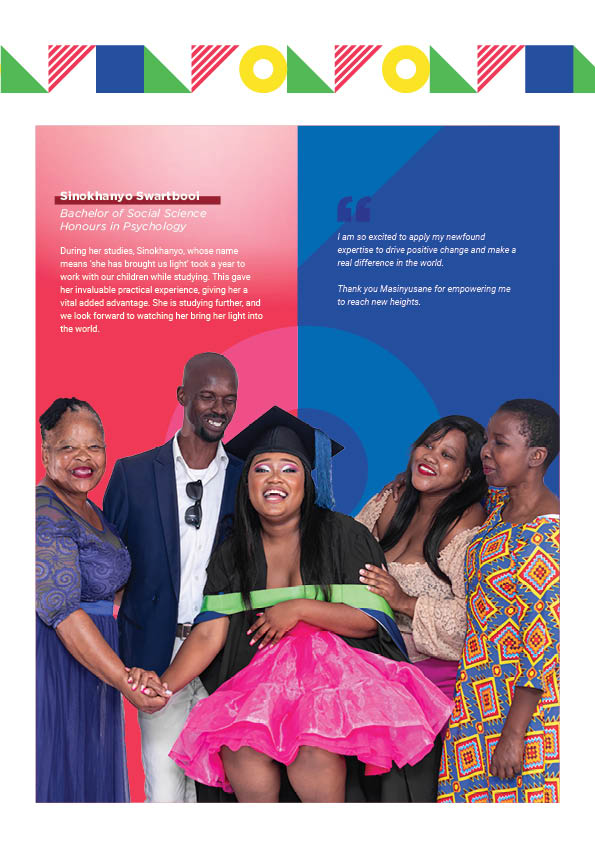 Sinokhanyo Swartbooi
Bachelor of Social Science
Honours in Psychology
During her studies, Sinokhanyo, whose name
means 'she has brought us light' took a year to
work with our children while studying. This gave
her invaluable practical experience, giving her a
vital added advantage. She is studying further, and
we look forward to watching her bring her light into
the world.
“
I am so excited to apply my newfound
expertise to drive positive change and make a
real difference in the world.
Thank you Masinyusane for empowering me
to reach new heights.